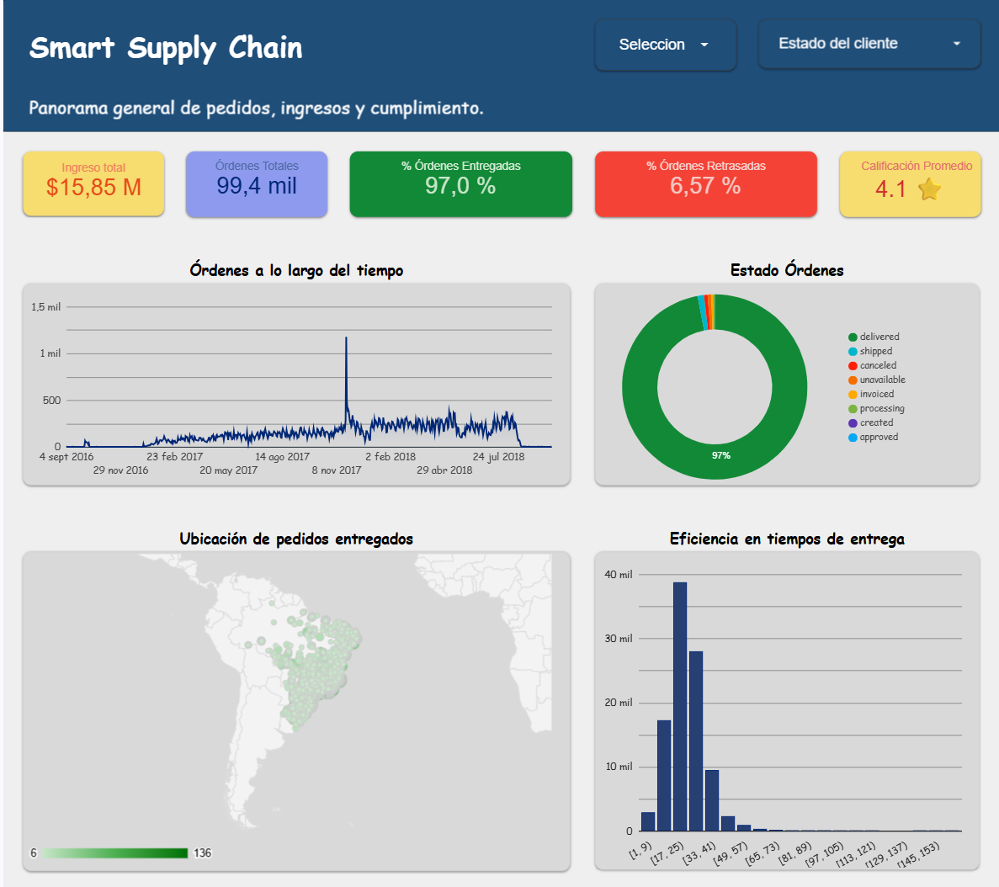 Smart Supply Chain
Seleccion
Estado del cliente
Panorama general de pedidos, ingresos y cumplimiento.
Ingreso total
$15,85 M
Órdenes Totales
99,4 mil
% Órdenes Entregadas
97,0 %
% Órdenes Retrasadas
6,57 %
Calificación Promedio
4.1
Órdenes a lo largo del tiempo
1,5 mil
1 mil
500
0
4 sept 2016
23 feb 2017
14 ago 2017
2 feb 2018
24 jul 2018
29 nov 2016
20 may 2017
8 nov 2017
29 abr 2018
Estado Órdenes
97%
delivered
shipped
canceled
unavailable
invoiced
processing
created
approved
Ubicación de pedidos entregados
6
136
Eficiencia en tiempos de entrega
40 mil
30 mil
20 mil
10 mil
0
[1, 9)
[17, 25)
[33, 41)
[49, 57)
[65, 73)
[81, 89)
[97, 105)
[113, 121)
[129, 137)
[145, 153)